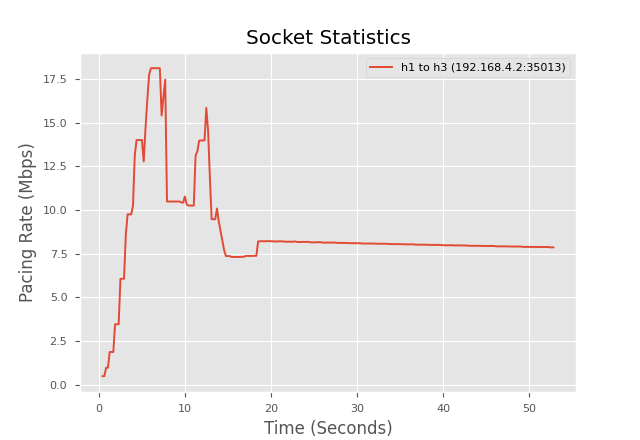 Socket Statistics
h1 to h3 (192.168.4.2:35013)
Pacing Rate (Mbps)
17.5
15.0
12.5
10.0
7.5
5.0
2.5
0.0
0 10 20 30 40 50
Time (Seconds)